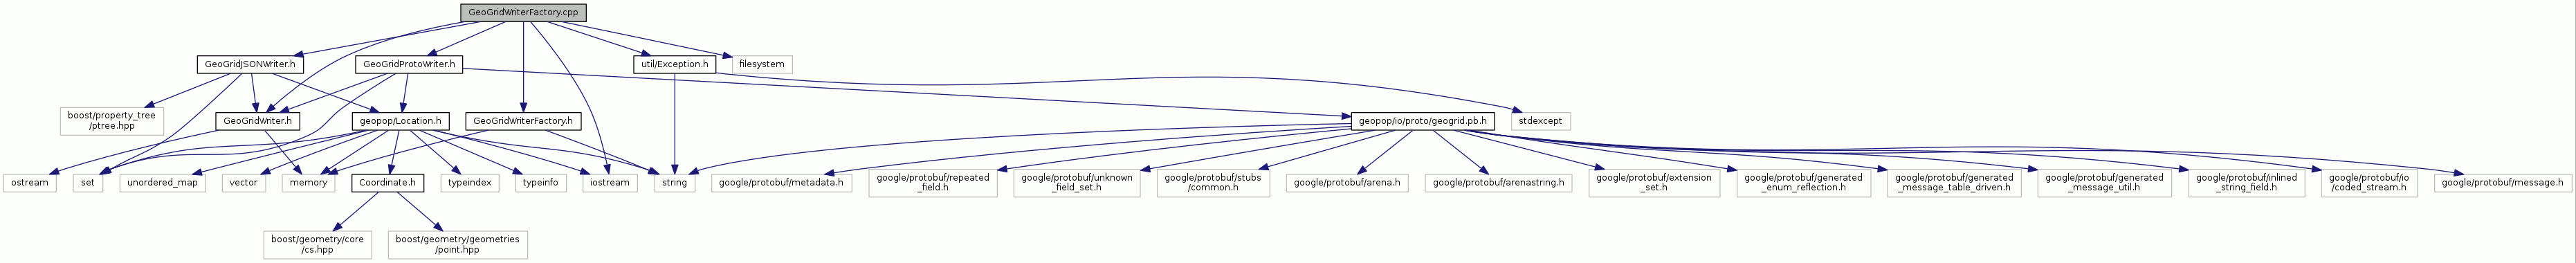 GeoGridWriterFactory.cpp
GeoGridJSONWriter.h
GeoGridProtoWriter.h
util/Exception.h
filesystem
boost/property_tree
/ptree.hpp
GeoGridWriter.h
geopop/Location.h
GeoGridWriterFactory.h
geopop/io/proto/geogrid.pb.h
stdexcept
ostream
set
unordered_map
vector
memory
Coordinate.h
typeindex
typeinfo
iostream
string
google/protobuf/metadata.h
google/protobuf/repeated
_field.h
google/protobuf/unknown
_field_set.h
google/protobuf/stubs
/common.h
google/protobuf/arena.h
google/protobuf/arenastring.h
google/protobuf/extension
_set.h
google/protobuf/generated
_enum_reflection.h
google/protobuf/generated
_message_table_driven.h
google/protobuf/generated
_message_util.h
google/protobuf/inlined
_string_field.h
google/protobuf/io
/coded_stream.h
google/protobuf/message.h
boost/geometry/core
/cs.hpp
boost/geometry/geometries
/point.hpp